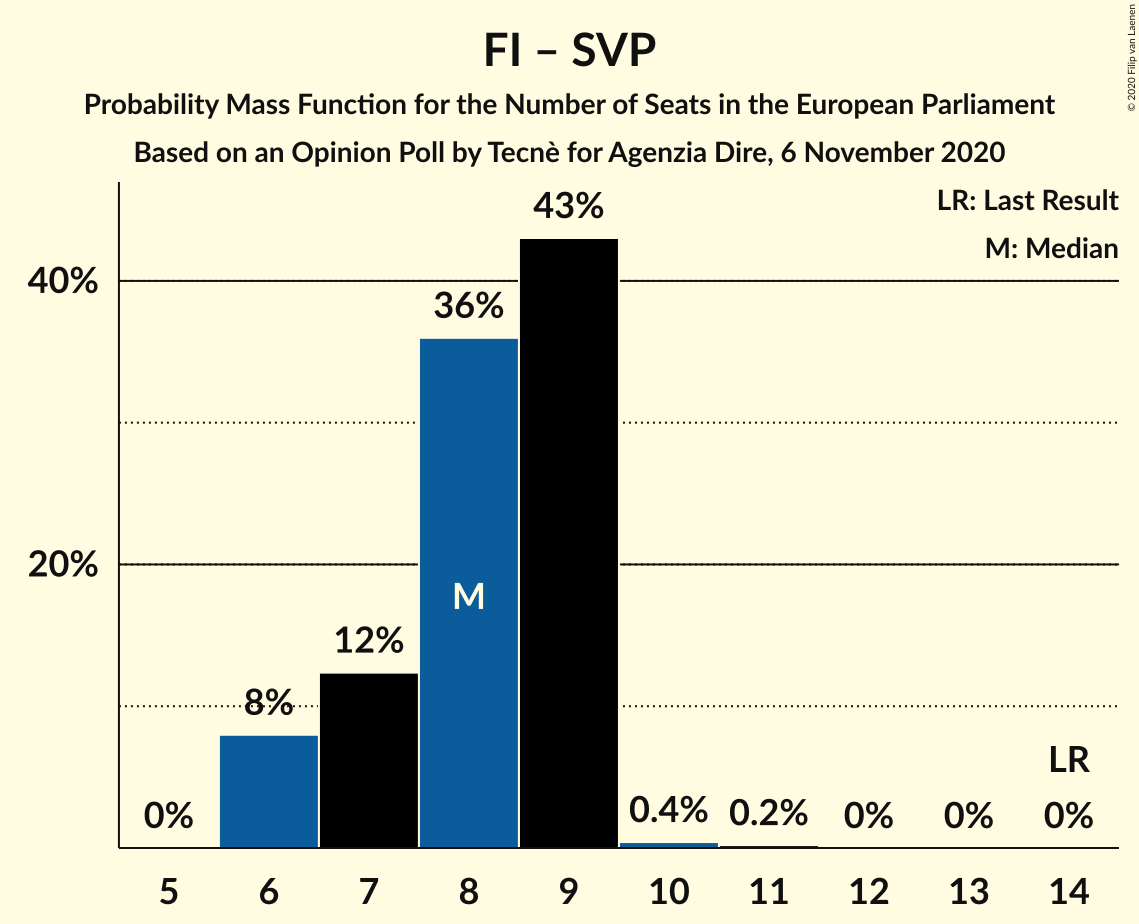 FI – SVP
Probability Mass Function for the Number of Seats in the European Parliament
Based on an Opinion Poll by Tecnè for Agenzia Dire, 6 November 2020
© 2020 Filip van Laenen
LR: Last Result
M: Median
43%
40%
36%
20%
M
12%
8%
LR
0%
0.4%
0.2%
0%
0%
0%
5
6
7
8
9
10
11
12
13
14